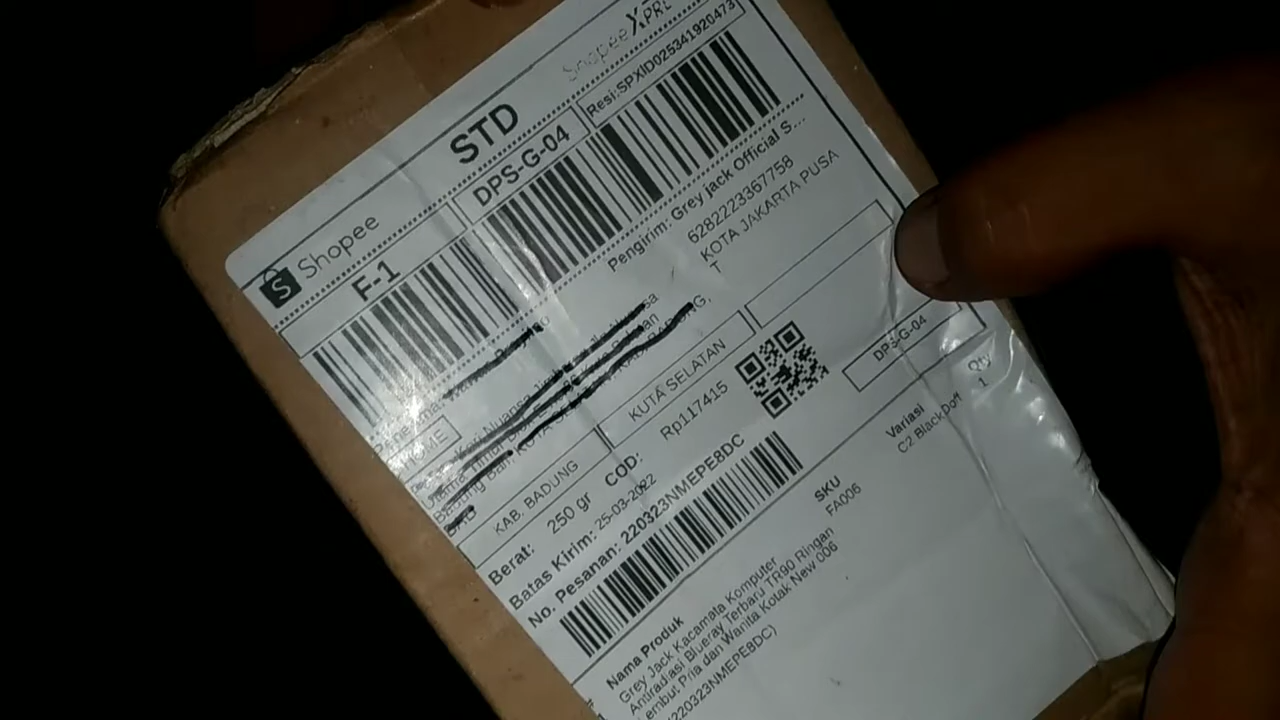 Shopee
STD
Shopee XPRE
F-1
DPS-G-04
Resi:SPXID025341920473
Pengirim: Grey jack Official S...
6282223367758
KOTA JAKARTA PUSA
T
HOME
KAB. BADUNG
KUTA SELATAN
Berat: 250 gr
COD: Rp117415
Batas Kirim: 25-03-2022
DPS-G-04
No. Pesanan: 220323NMEPE8DC
Nama Produk
SKU
Variasi
Qty
Grey Jack Kacamata Komputer
Antiradiasi Blueray Terbaru TR90 Ringan
Lembut Pria dan Wanita Kotak New 006
FA006
C2 BlackDoff
1
220323NMEPE8DC)